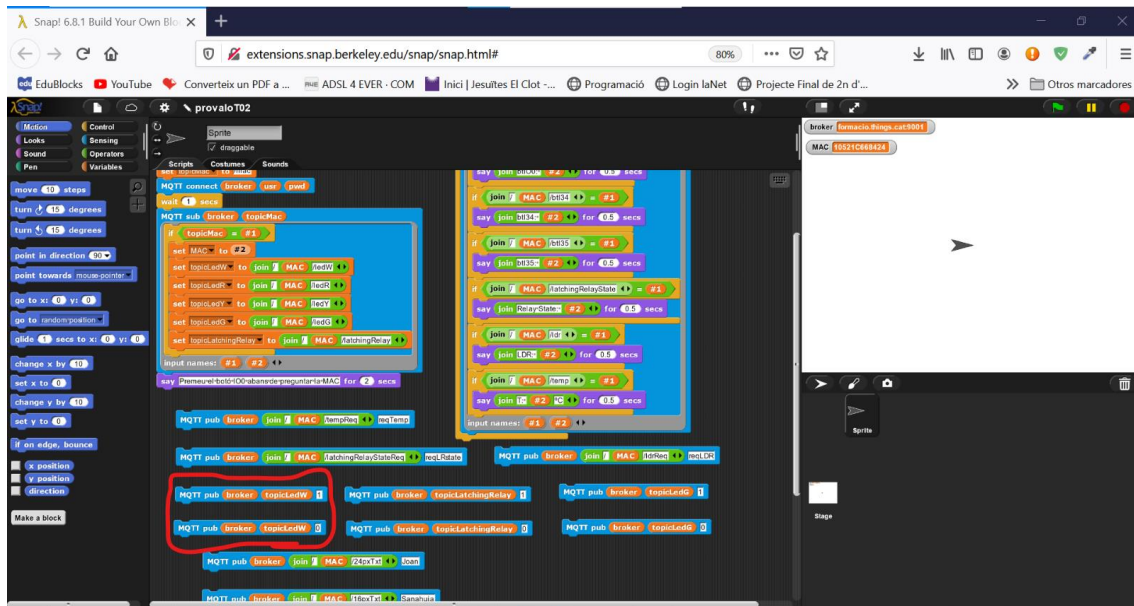 Snap! 6.8.1 Build Your Own Blo
extensions.snap.berkeley.edu/snap/snap.html#
80%
EduBlocks
YouTube
Converteix un PDF a ...
ADSL 4 EVER · COM
Inici | Jesuïtes El Clot -...
Programació
Login laNet
Projecte Final de 2n d'...
Otros marcadores
Snap!
provaIoT02
Motion
Control
Looks
Sensing
Sound
Operators
Pen
Variables
move 10 steps
turn 15 degrees
turn 15 degrees
point in direction 90
point towards mouse-pointer
go to x: 0 y: 0
go to random position
glide 1 secs to x: 0 y: 0
change x by 10
set x to 0
change y by 10
set y to 0
if on edge, bounce
x position
y position
direction
Make a block
Sprite
draggable
Scripts
Costumes
Sounds
set topicMac to /mac
MQTT connect broker usr pwd
wait 1 secs
MQTT sub broker topicMac
if topicMac = #1
set MAC to #2
set topicLedW to join / MAC /ledW
set topicLedR to join / MAC /ledR
set topicLedY to join / MAC /ledY
set topicLedG to join / MAC /ledG
set topicLatchingRelay to join / MAC /latchingRelay
input names: #1 #2
say Premeu el botó IO0 abans de preguntar la MAC for 2 secs
MQTT pub broker join / MAC /tempReq reqTemp
MQTT pub broker join / MAC /latchingRelayStateReq reqLRstate
MQTT pub broker topicLedW 1
MQTT pub broker topicLedW 0
MQTT pub broker topicLatchingRelay 1
MQTT pub broker topicLatchingRelay 0
MQTT pub broker join / MAC /24pxTxt Joan
MQTT pub broker join / MAC /16pxTxt Sanahuja
say join btIO0: #2 for 0.5 secs
if join / MAC /btI34 = #1
say join btI34: #2 for 0.5 secs
if join / MAC /btI35 = #1
say join btI35: #2 for 0.5 secs
if join / MAC /latchingRelayState = #1
say join Relay State: #2 for 0.5 secs
if join / MAC /ldr = #1
say join LDR: #2 for 0.5 secs
if join / MAC /temp = #1
say join T: #2 ºC for 0.5 secs
input names: #1 #2
MQTT pub broker join / MAC /ldrReq reqLDR
MQTT pub broker topicLedG 1
MQTT pub broker topicLedG 0
broker formacio.things.cat:9001
MAC 10521C668424
Sprite
Stage